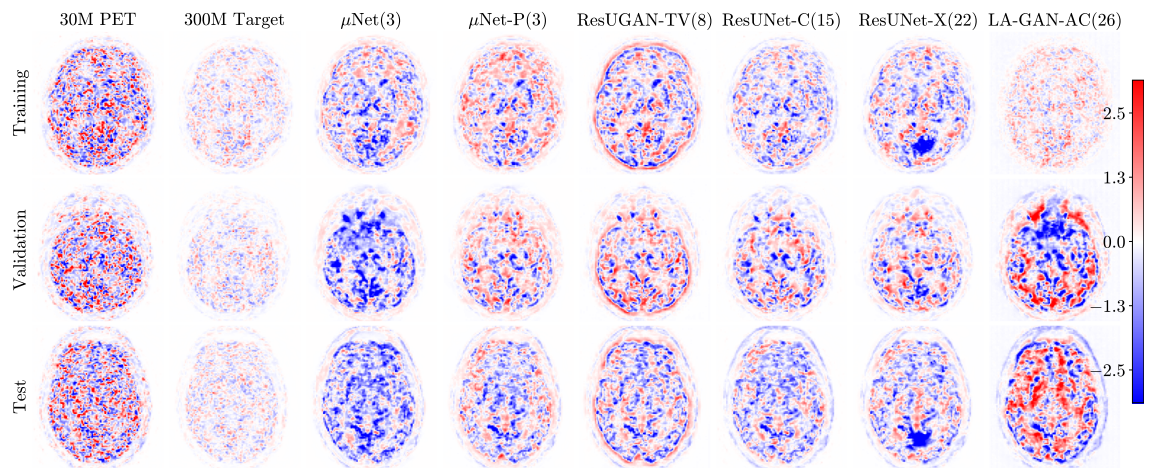 30M PET 300M Target μNet(3) μNet-P(3) ResUGAN-TV(8) ResUNet-C(15) ResUNet-X(22) LA-GAN-AC(26)
Training
Validation
Test
2.5
1.3
0.0
−1.3
−2.5